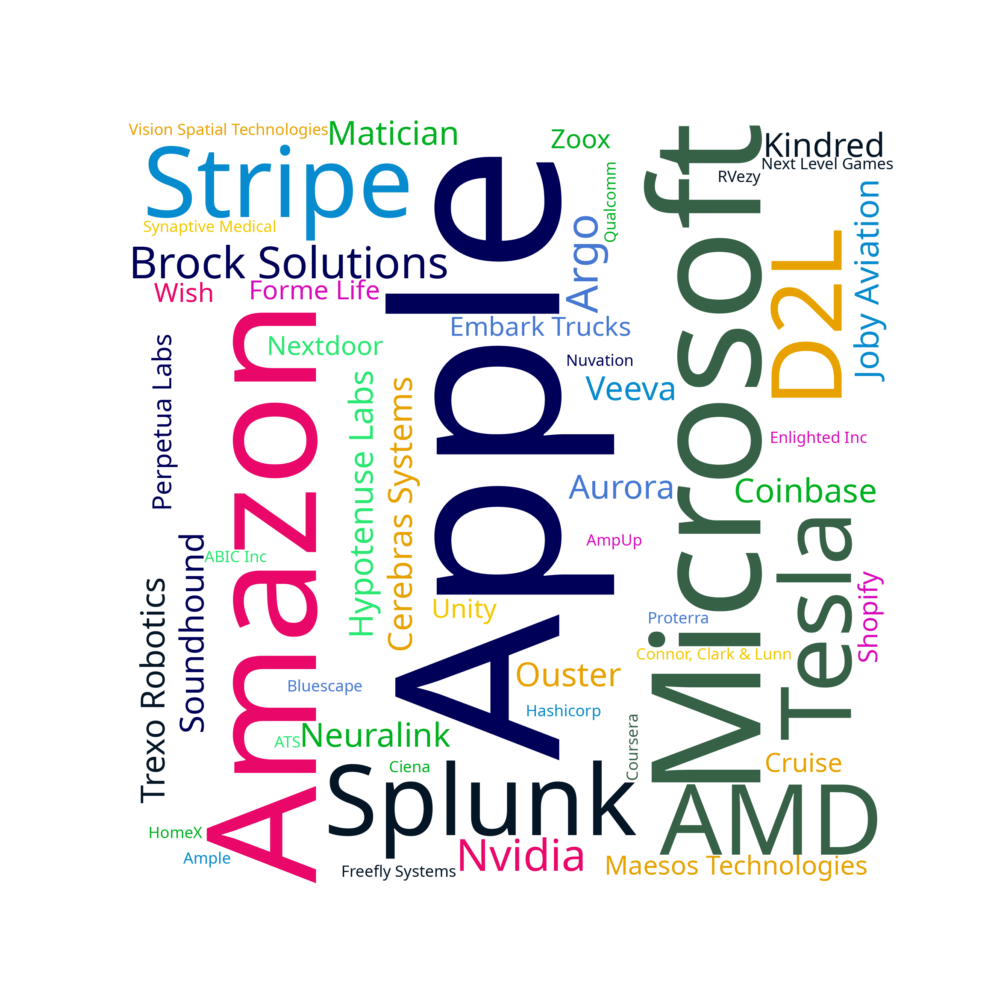 Vision Spatial Technologies
Matician
Zoox
Kindred
Next Level Games
RVezy
Stripe
Qualcomm
Synaptive Medical
Apple
Microsoft
Argo
D2L
Joby Aviation
Brock Solutions
Wish
Forme Life
Embark Trucks
Nextdoor
Nuvation
Veeva
Perpetua Labs
Amazon
Hypotenuse Labs
Cerebras Systems
Enlighted Inc
Aurora
Coinbase
Soundhound
ABIC Inc
AmpUp
Tesla
Trexo Robotics
Unity
Proterra
Shopify
Connor, Clark & Lunn
Bluescape
Ouster
Hashicorp
ATS
Neuralink
Coursera
Ciena
Cruise
Splunk
AMD
HomeX
Ample
Freefly Systems
Nvidia
Maesos Technologies